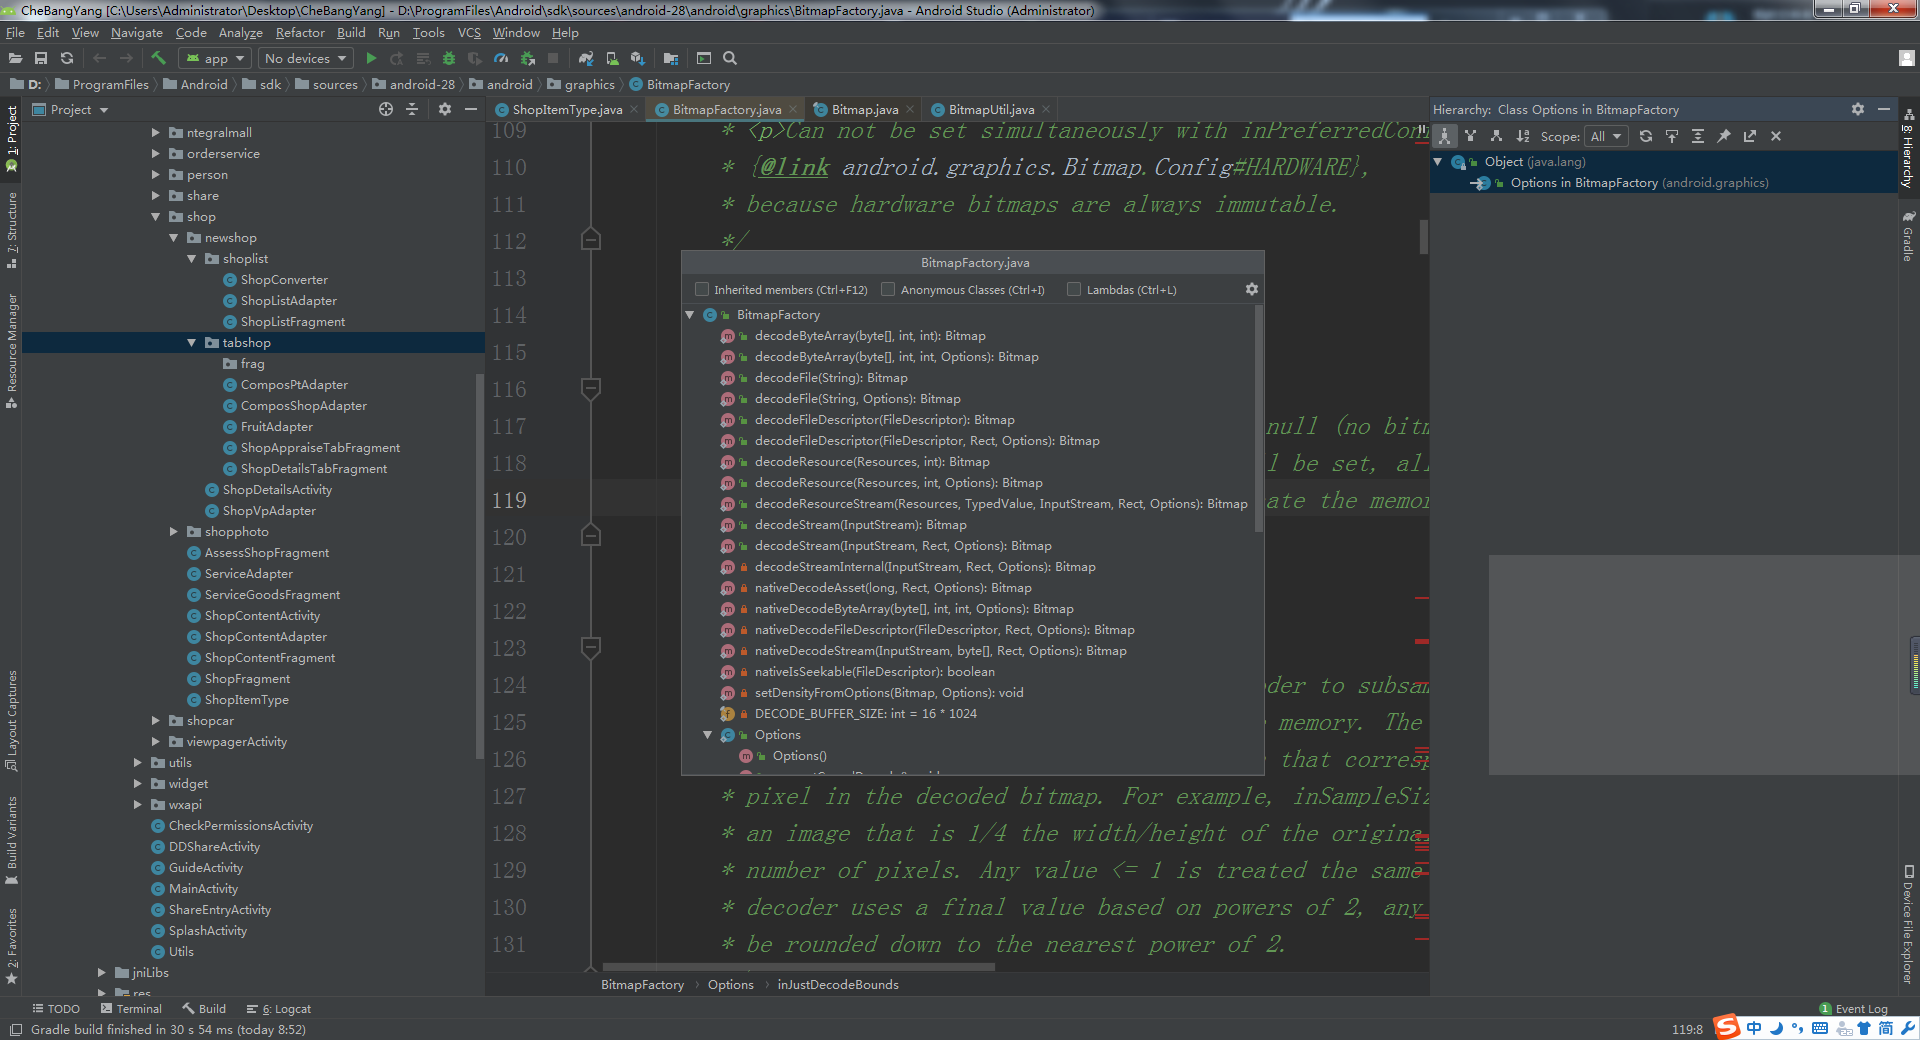 CheBangYang [C:\Users\Administrator\Desktop\CheBangYang] - D:\ProgramFiles\Android\sdk\sources\android-28\android\graphics\BitmapFactory.java - Android Studio (Administrator)
File Edit View Navigate Code Analyze Refactor Build Run Tools VCS Window Help
app No devices
D: ProgramFiles Android sdk sources android-28 android graphics BitmapFactory
1: Project
7: Structure
Resource Manager
Layout Captures
Build Variants
2: Favorites
Project
ntegralmall
orderservice
person
share
shop
newshop
shoplist
ShopConverter
ShopListAdapter
ShopListFragment
tabshop
frag
ComposPtAdapter
ComposShopAdapter
FruitAdapter
ShopAppraiseTabFragment
ShopDetailsTabFragment
ShopDetailsActivity
ShopVpAdapter
shopphoto
AssessShopFragment
ServiceAdapter
ServiceGoodsFragment
ShopContentActivity
ShopContentAdapter
ShopContentFragment
ShopFragment
ShopItemType
shopcar
viewpagerActivity
utils
widget
wxapi
CheckPermissionsActivity
DDShareActivity
GuideActivity
MainActivity
ShareEntryActivity
SplashActivity
Utils
jniLibs
res
ShopItemType.java BitmapFactory.java Bitmap.java BitmapUtil.java
109 * <p>Can not be set simultaneously with inPreferredCon
110 * {@link android.graphics.Bitmap.Config#HARDWARE},
111 * because hardware bitmaps are always immutable.
112 */
113
114
115
116
117 null (no bitm
118 l be set, al
119 ate the memor
120
121
122
123
124 der to subsam
125 memory. The
126 that corresp
127 * pixel in the decoded bitmap. For example, inSampleSiz
128 * an image that is 1/4 the width/height of the origina
129 * number of pixels. Any value <= 1 is treated the same
130 * decoder uses a final value based on powers of 2, any
131 * be rounded down to the nearest power of 2.
BitmapFactory.java
Inherited members (Ctrl+F12) Anonymous Classes (Ctrl+I) Lambdas (Ctrl+L)
BitmapFactory
decodeByteArray(byte[], int, int): Bitmap
decodeByteArray(byte[], int, int, Options): Bitmap
decodeFile(String): Bitmap
decodeFile(String, Options): Bitmap
decodeFileDescriptor(FileDescriptor): Bitmap
decodeFileDescriptor(FileDescriptor, Rect, Options): Bitmap
decodeResource(Resources, int): Bitmap
decodeResource(Resources, int, Options): Bitmap
decodeResourceStream(Resources, TypedValue, InputStream, Rect, Options): Bitmap
decodeStream(InputStream): Bitmap
decodeStream(InputStream, Rect, Options): Bitmap
decodeStreamInternal(InputStream, Rect, Options): Bitmap
nativeDecodeAsset(long, Rect, Options): Bitmap
nativeDecodeByteArray(byte[], int, int, Options): Bitmap
nativeDecodeFileDescriptor(FileDescriptor, Rect, Options): Bitmap
nativeDecodeStream(InputStream, byte[], Rect, Options): Bitmap
nativeIsSeekable(FileDescriptor): boolean
setDensityFromOptions(Bitmap, Options): void
DECODE_BUFFER_SIZE: int = 16 * 1024
Options
Options()
BitmapFactory Options inJustDecodeBounds
Hierarchy: Class Options in BitmapFactory
Scope: All
Object (java.lang)
Options in BitmapFactory (android.graphics)
8: Hierarchy
Gradle
Device File Explorer
TODO Terminal Build 6: Logcat 1 Event Log
Gradle build finished in 30 s 54 ms (today 8:52) 119:8
S 中 简